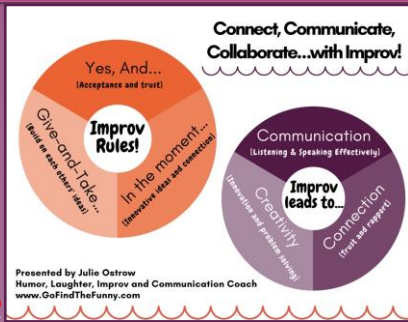 Connect, Communicate,
Collaborate...with Improv!
Yes, And...
(Acceptance and trust)
Give-and-Take...
(Build on each others' ideas)
In the moment...
(Innovative ideas and connection)
Improv
Rules!
Communication
(Listening & Speaking Effectively)
Creativity
(Innovation and problem solving)
Connection
(Trust and rapport)
Improv
leads to...
Presented by Julie Ostrow
Humor, Laughter, Improv and Communication Coach
www.GoFindTheFunny.com